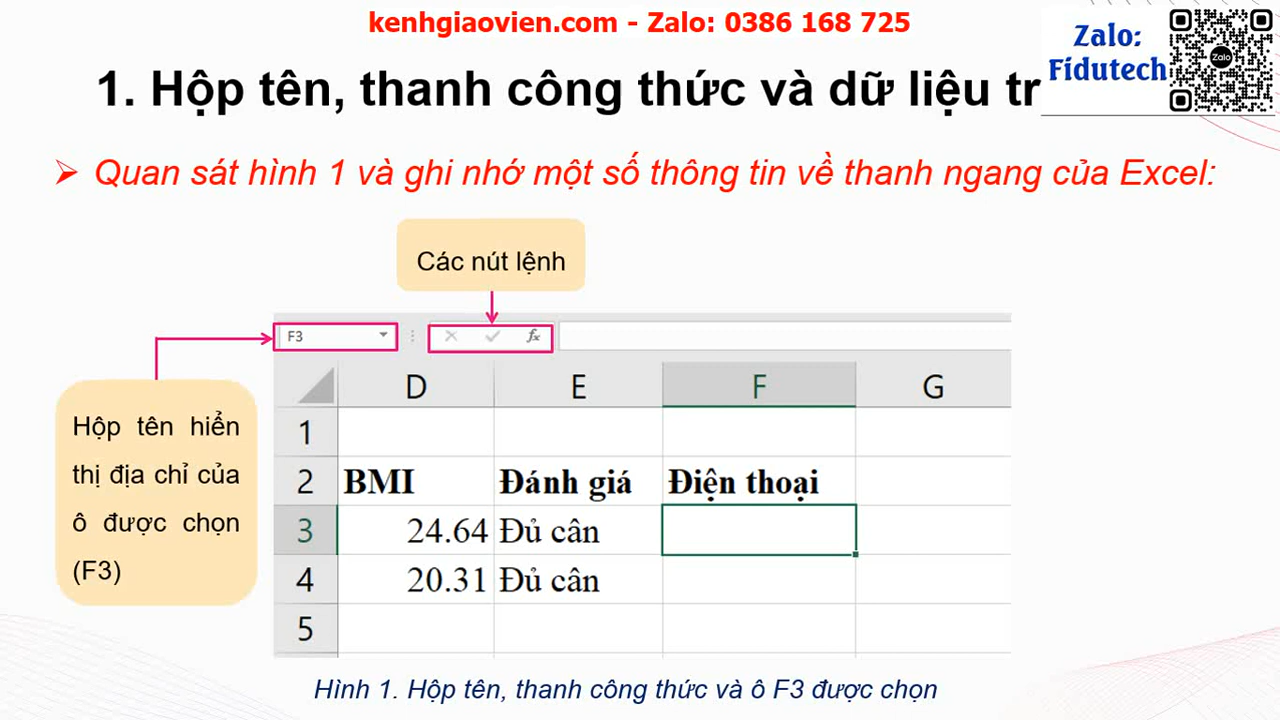 kenhgiaovien.com - Zalo: 0386 168 725
Zalo:
Fidutech
Zalo
1. Hộp tên, thanh công thức và dữ liệu tr
➢ Quan sát hình 1 và ghi nhớ một số thông tin về thanh ngang của Excel:
Các nút lệnh
F3 fx
Hộp tên hiển
thị địa chỉ của
ô được chọn
(F3)
D E F G
1
2 BMI Đánh giá Điện thoại
3 24.64 Đủ cân
4 20.31 Đủ cân
5
Hình 1. Hộp tên, thanh công thức và ô F3 được chọn